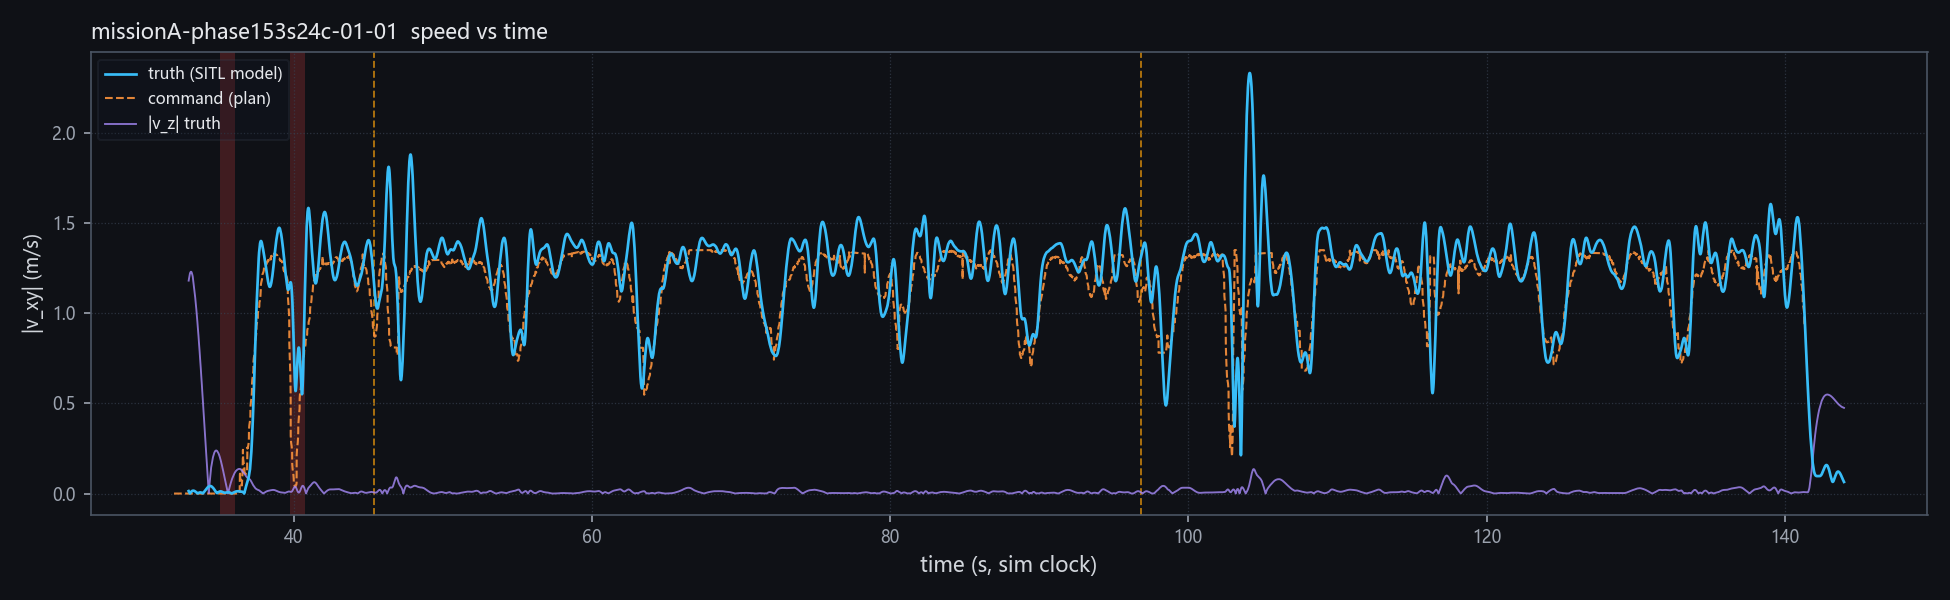 missionA-phase153s24c-01-01 speed vs time
truth (SITL model)
command (plan)
|v_z| truth
|v_xy| (m/s)
2.0
1.5
1.0
0.5
0.0
40
60
80
100
120
140
time (s, sim clock)